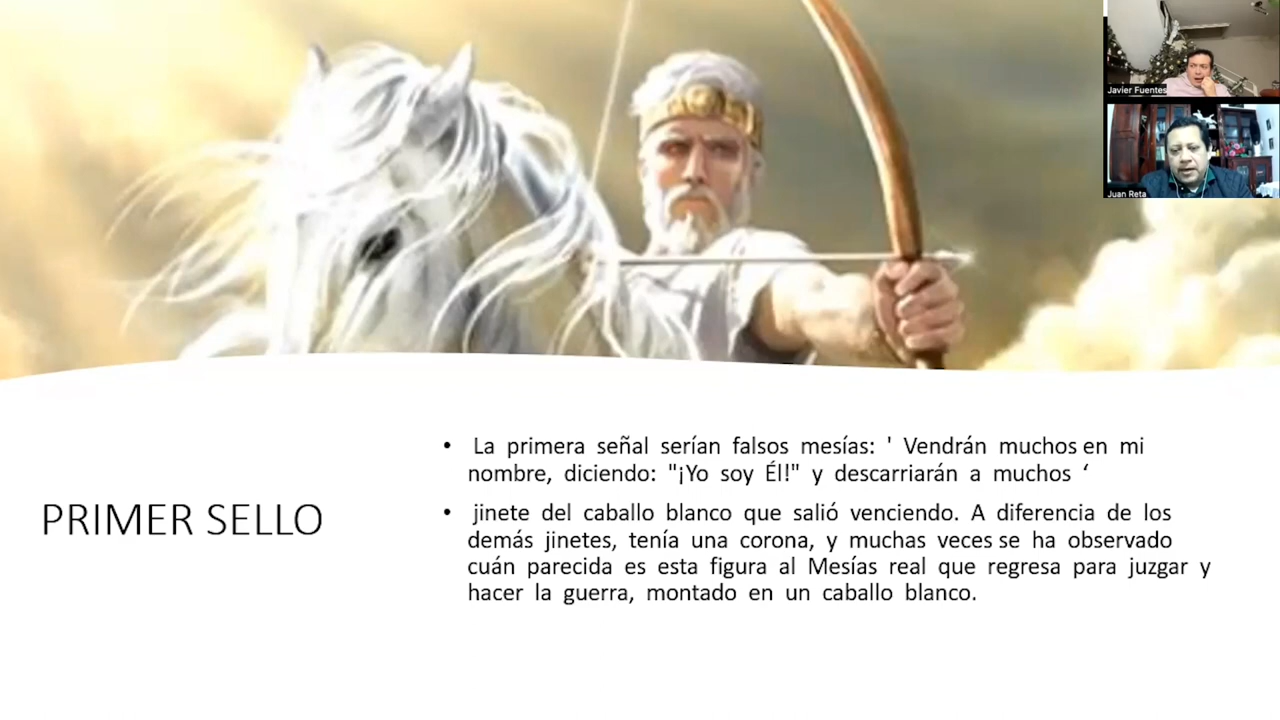 Javier Fuentes
Juan Reta
PRIMER SELLO
• La primera señal serían falsos mesías: ' Vendrán muchos en mi
nombre, diciendo: "¡Yo soy Él!" y descarriarán a muchos ‘
• jinete del caballo blanco que salió venciendo. A diferencia de los
demás jinetes, tenía una corona, y muchas veces se ha observado
cuán parecida es esta figura al Mesías real que regresa para juzgar y
hacer la guerra, montado en un caballo blanco.